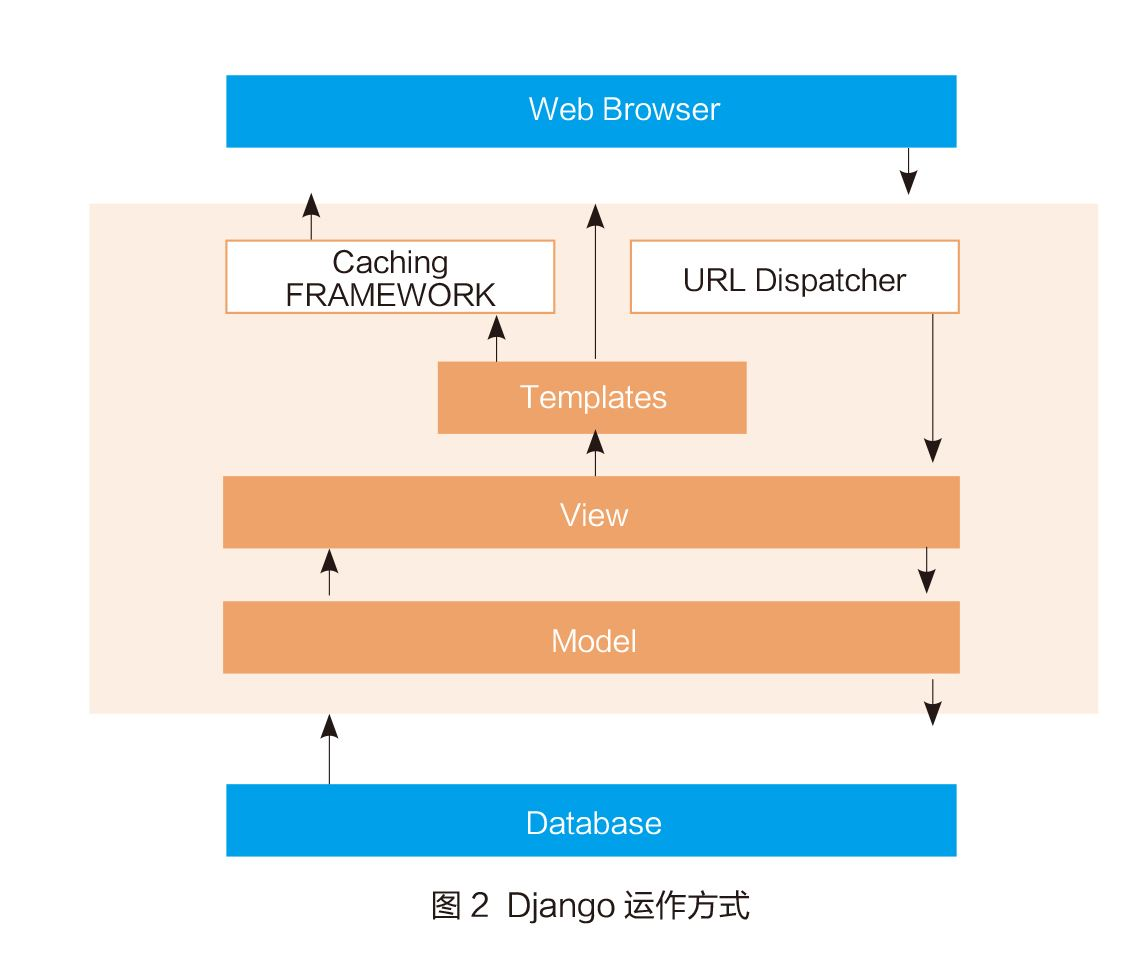 Web Browser
Caching
FRAMEWORK
URL Dispatcher
Templates
View
Model
Database
图 2 Django 运作方式